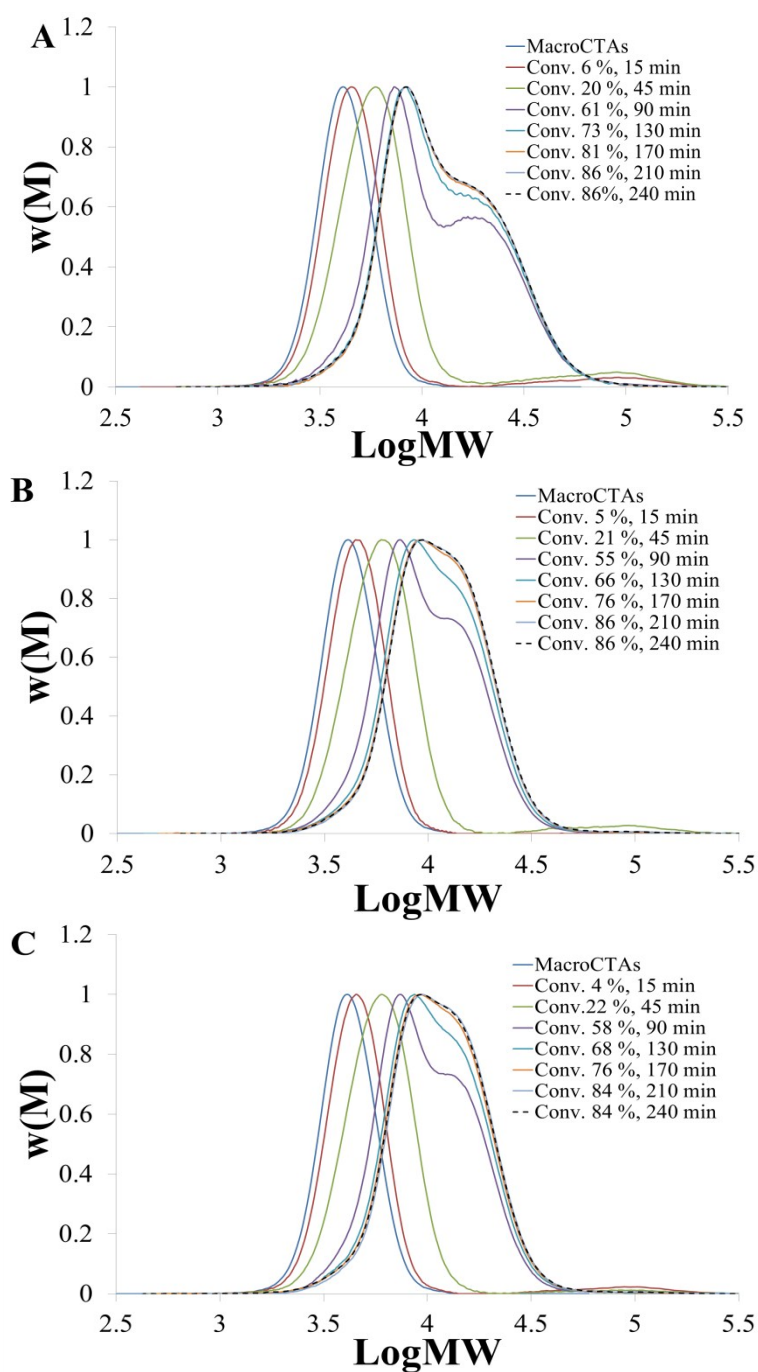 A
1.2
1
0.8
0.6
0.4
0.2
0
w(M)
2.5 3 3.5 4 4.5 5 5.5
LogMW
MacroCTAs
Conv. 6 %, 15 min
Conv. 20 %, 45 min
Conv. 61 %, 90 min
Conv. 73 %, 130 min
Conv. 81 %, 170 min
Conv. 86 %, 210 min
Conv. 86%, 240 min
B
1.2
1
0.8
0.6
0.4
0.2
0
w(M)
2.5 3 3.5 4 4.5 5 5.5
LogMW
MacroCTAs
Conv. 5 %, 15 min
Conv. 21 %, 45 min
Conv. 55 %, 90 min
Conv. 66 %, 130 min
Conv. 76 %, 170 min
Conv. 86 %, 210 min
Conv. 86 %, 240 min
C
1.2
1
0.8
0.6
0.4
0.2
0
w(M)
2.5 3 3.5 4 4.5 5 5.5
LogMW
MacroCTAs
Conv. 4 %, 15 min
Conv.22 %, 45 min
Conv. 58 %, 90 min
Conv. 68 %, 130 min
Conv. 76 %, 170 min
Conv. 84 %, 210 min
Conv. 84 %, 240 min